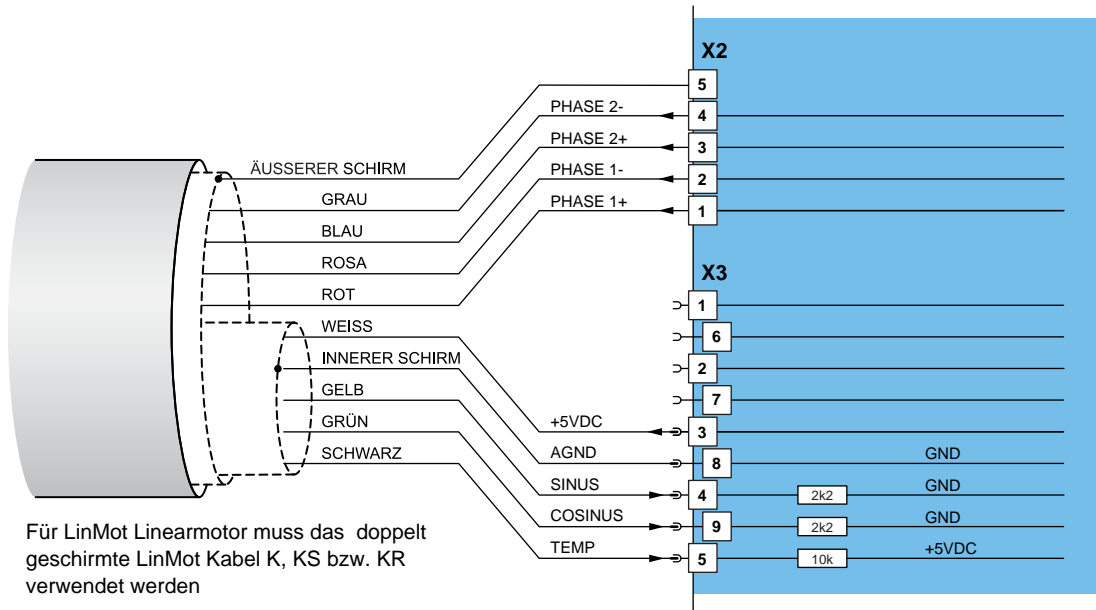 X2
5
PHASE 2-
4
PHASE 2+
3
ÄUSSERER SCHIRM
PHASE 1-
2
GRAU
PHASE 1+
1
BLAU
ROSA
X3
ROT
1
WEISS
6
INNERER SCHIRM
2
GELB
7
GRÜN
+5VDC
3
SCHWARZ
AGND
8
GND
SINUS
4
2k2
GND
COSINUS
9
2k2
GND
TEMP
5
10k
+5VDC
Für LinMot Linearmotor muss das doppelt
geschirmte LinMot Kabel K, KS bzw. KR
verwendet werden